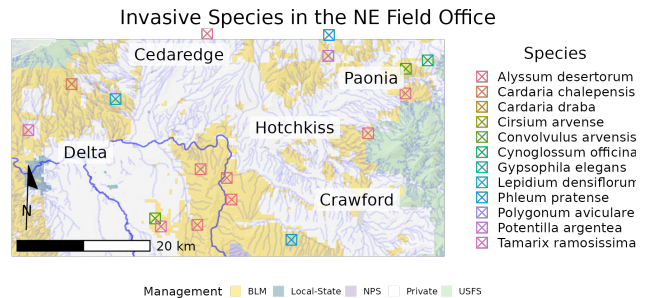 Invasive Species in the NE Field Office
Cedaredge
Paonia
Hotchkiss
Delta
Crawford
N
20 km
Species
Alyssum desertorum
Cardaria chalepensis
Cardaria draba
Cirsium arvense
Convolvulus arvensis
Cynoglossum officina
Gypsophila elegans
Lepidium densiflorum
Phleum pratense
Polygonum aviculare
Potentilla argentea
Tamarix ramosissima
Management BLM Local-State NPS Private USFS